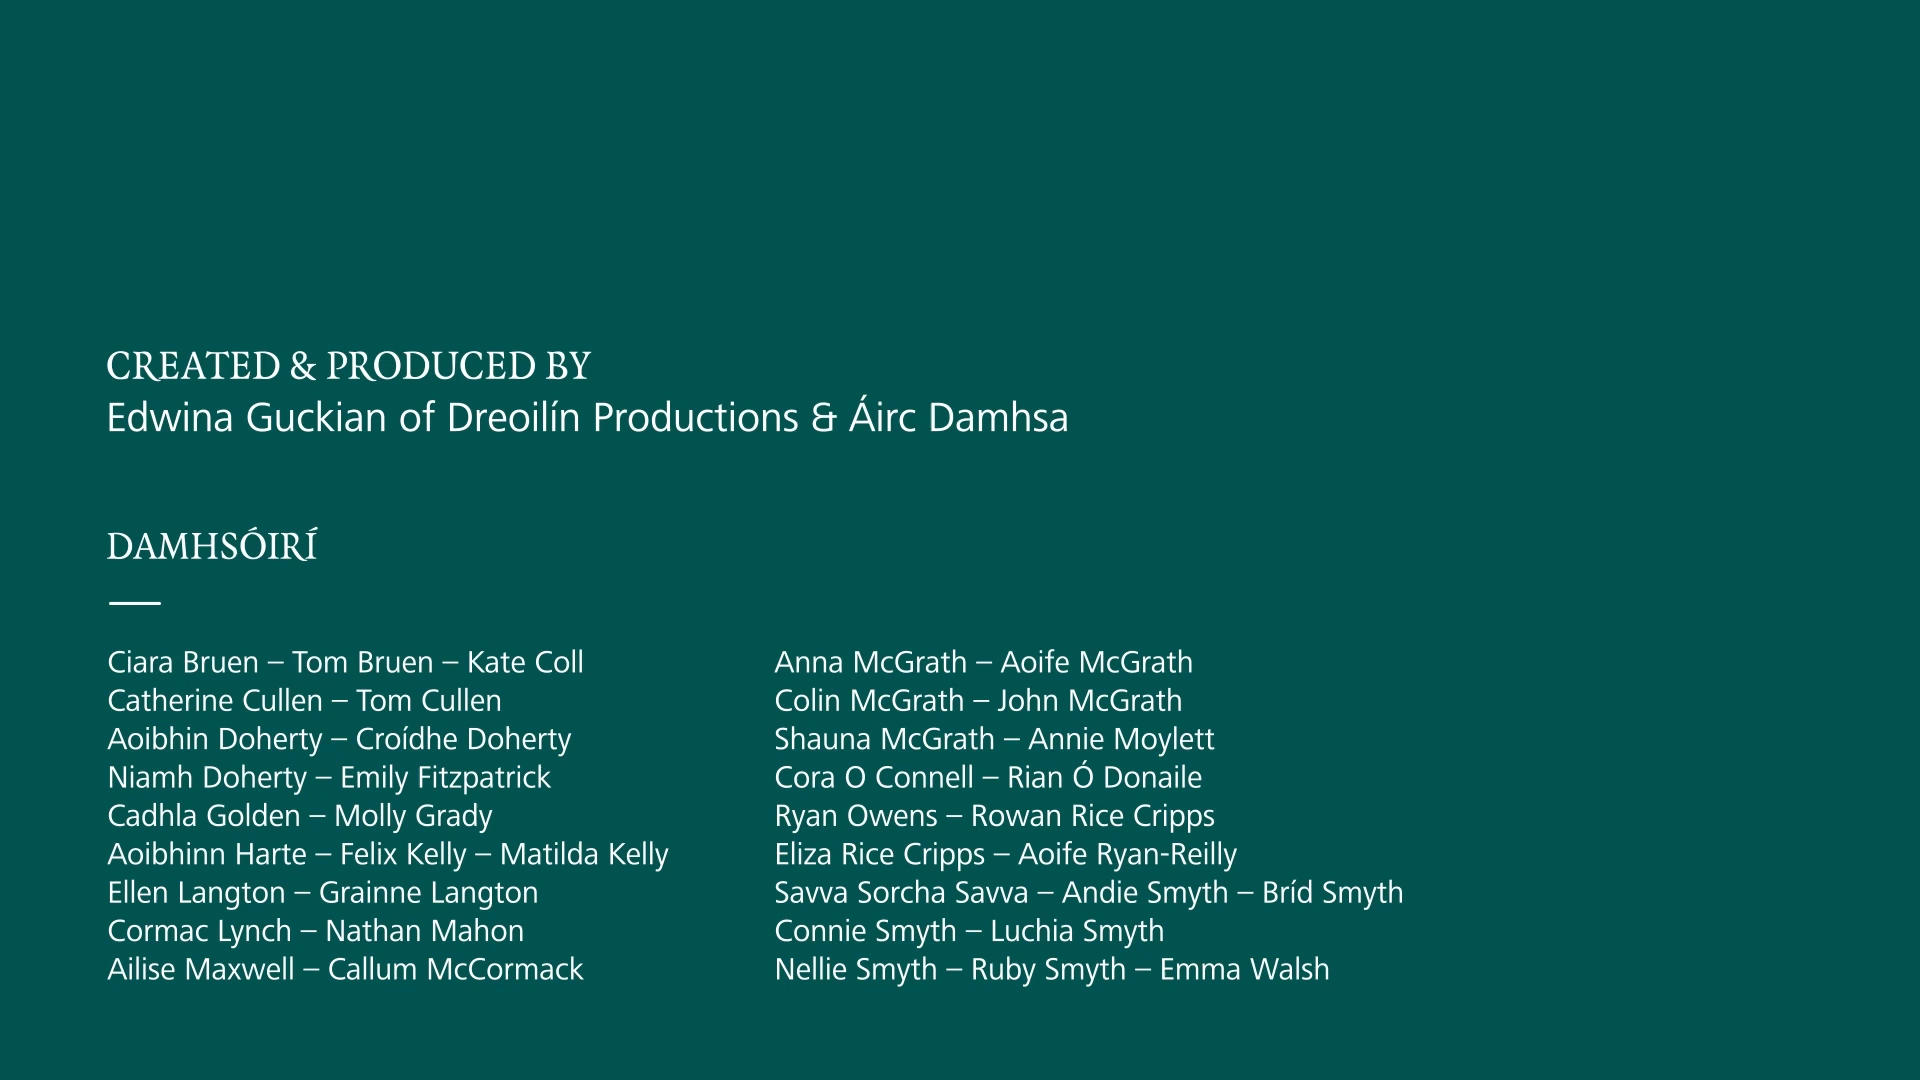 CREATED & PRODUCED BY
Edwina Guckian of Dreoilín Productions & Áirc Damhsa
DAMHSÓIRÍ
Ciara Bruen – Tom Bruen – Kate Coll
Catherine Cullen – Tom Cullen
Aoibhin Doherty – Croídhe Doherty
Niamh Doherty – Emily Fitzpatrick
Cadhla Golden – Molly Grady
Aoibhinn Harte – Felix Kelly – Matilda Kelly
Ellen Langton – Grainne Langton
Cormac Lynch – Nathan Mahon
Ailise Maxwell – Callum McCormack
Anna McGrath – Aoife McGrath
Colin McGrath – John McGrath
Shauna McGrath – Annie Moylett
Cora O Connell – Rian Ó Donaile
Ryan Owens – Rowan Rice Cripps
Eliza Rice Cripps – Aoife Ryan-Reilly
Savva Sorcha Savva – Andie Smyth – Bríd Smyth
Connie Smyth – Luchia Smyth
Nellie Smyth – Ruby Smyth – Emma Walsh